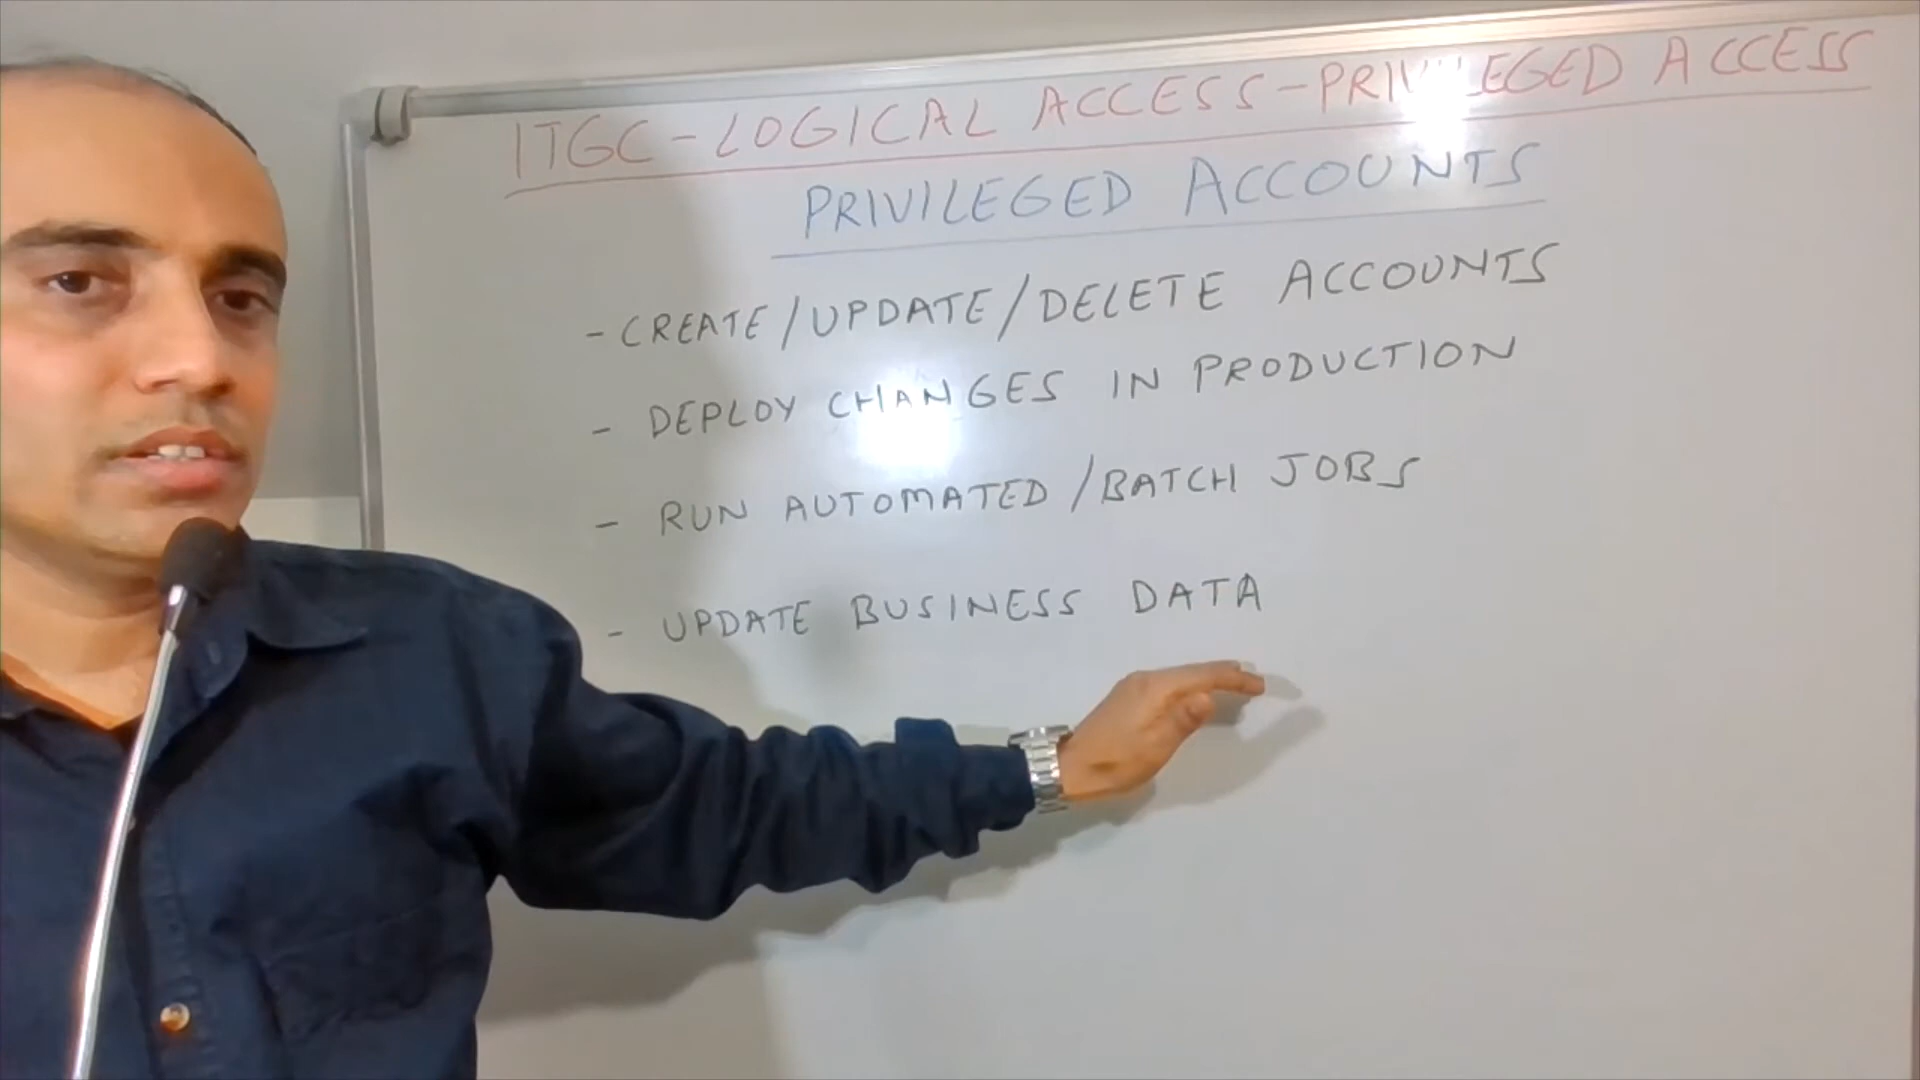 ITGC-LOGICAL ACCESS-PRIVILEGED ACCESS
PRIVILEGED ACCOUNTS
- CREATE/UPDATE/DELETE ACCOUNTS
- DEPLOY CHANGES IN PRODUCTION
- RUN AUTOMATED/BATCH JOBS
- UPDATE BUSINESS DATA